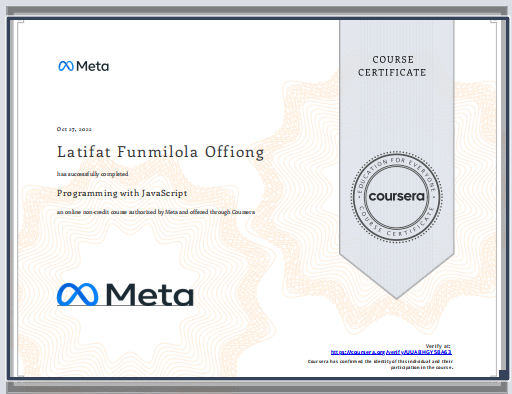 Meta
COURSE
CERTIFICATE
Oct 27, 2022
Latifat Funmilola Offiong
has successfully completed
Programming with JavaScript
an online non-credit course authorized by Meta and offered through Coursera
EDUCATION FOR EVERYONE
coursera
COURSE CERTIFICATE
Meta
Verify at:
https://coursera.org/verify/UUABHGYSBA63
Coursera has confirmed the identity of this individual and their
participation in the course.